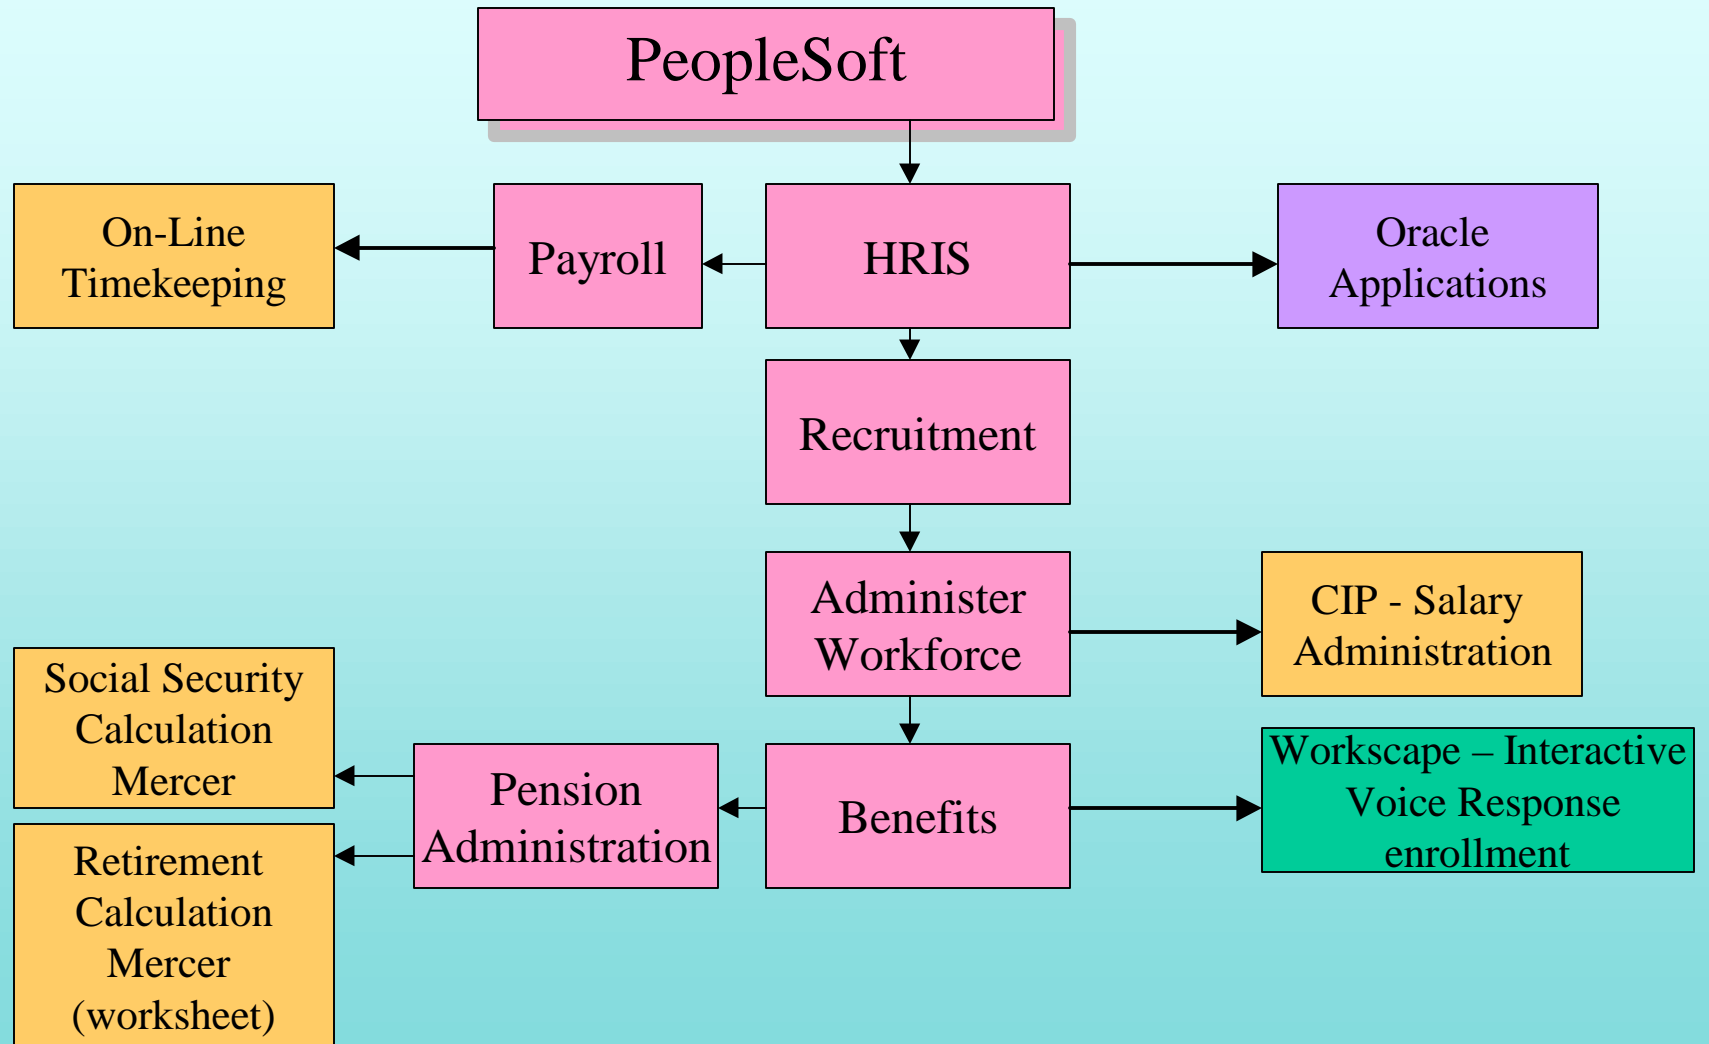 PeopleSoft
On-Line
Timekeeping
Payroll
HRIS
Oracle
Applications
Recruitment
Administer
Workforce
CIP - Salary
Administration
Social Security
Calculation
Mercer
Pension
Administration
Benefits
Workscape – Interactive
Voice Response
enrollment
Retirement
Calculation
Mercer
(worksheet)